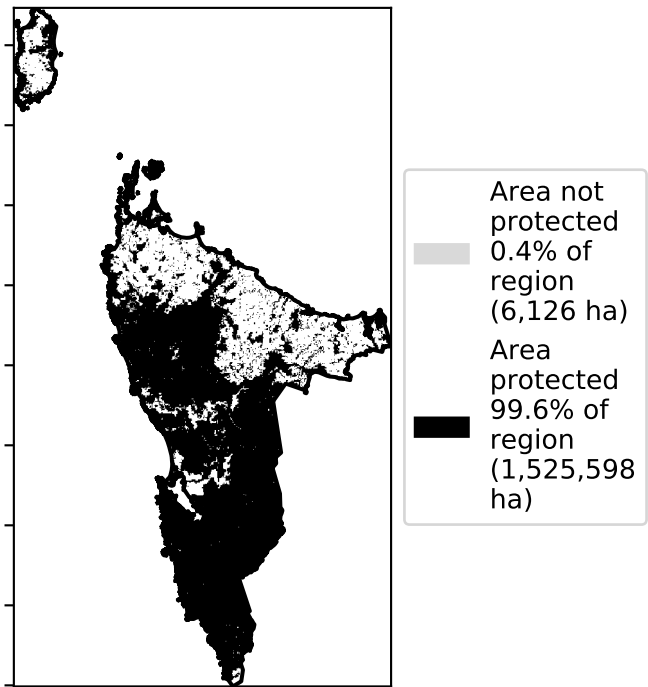 Area not
protected
0.4% of
region
(6,126 ha)
Area
protected
99.6% of
region
(1,525,598
ha)